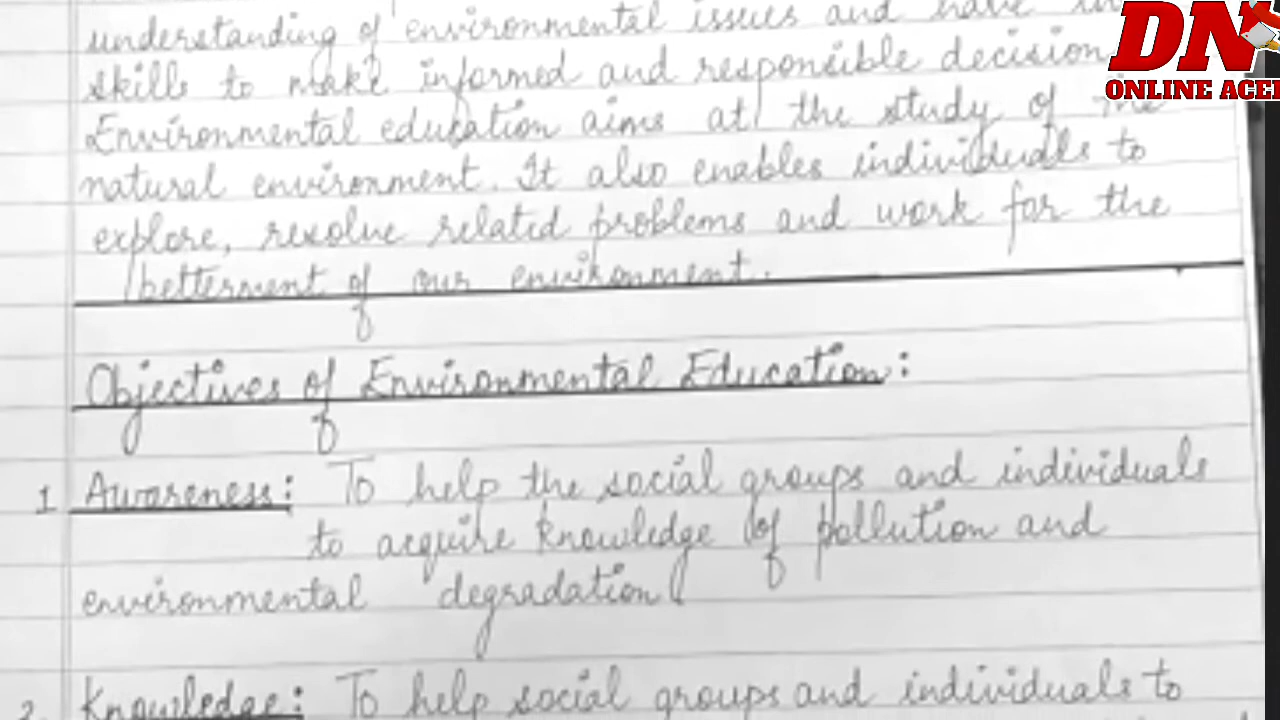 understanding of environmental issues and have
skills to make informed and responsible decision
Environmental education aims at the study of the
natural environment. It also enables individuals to
explore, resolve related problems and work for the
betterment of our environment.
Objectives of Environmental Education:
1 Awareness: To help the social groups and individuals
to acquire knowledge of pollution and
environmental degradation
2. Knowledge: To help social groups and individuals to
DN
ONLINE ACE